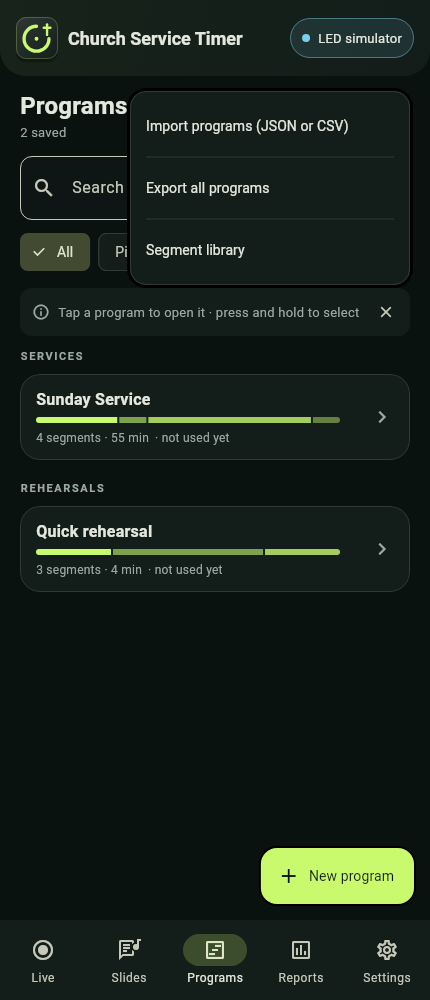 Church Service Timer
LED simulator
Programs
2 saved
Import programs (JSON or CSV)
Export all programs
Segment library
Search
All
Tap a program to open it · press and hold to select
SERVICES
Sunday Service
4 segments · 55 min · not used yet
REHEARSALS
Quick rehearsal
3 segments · 4 min · not used yet
New program
Live
Slides
Programs
Reports
Settings